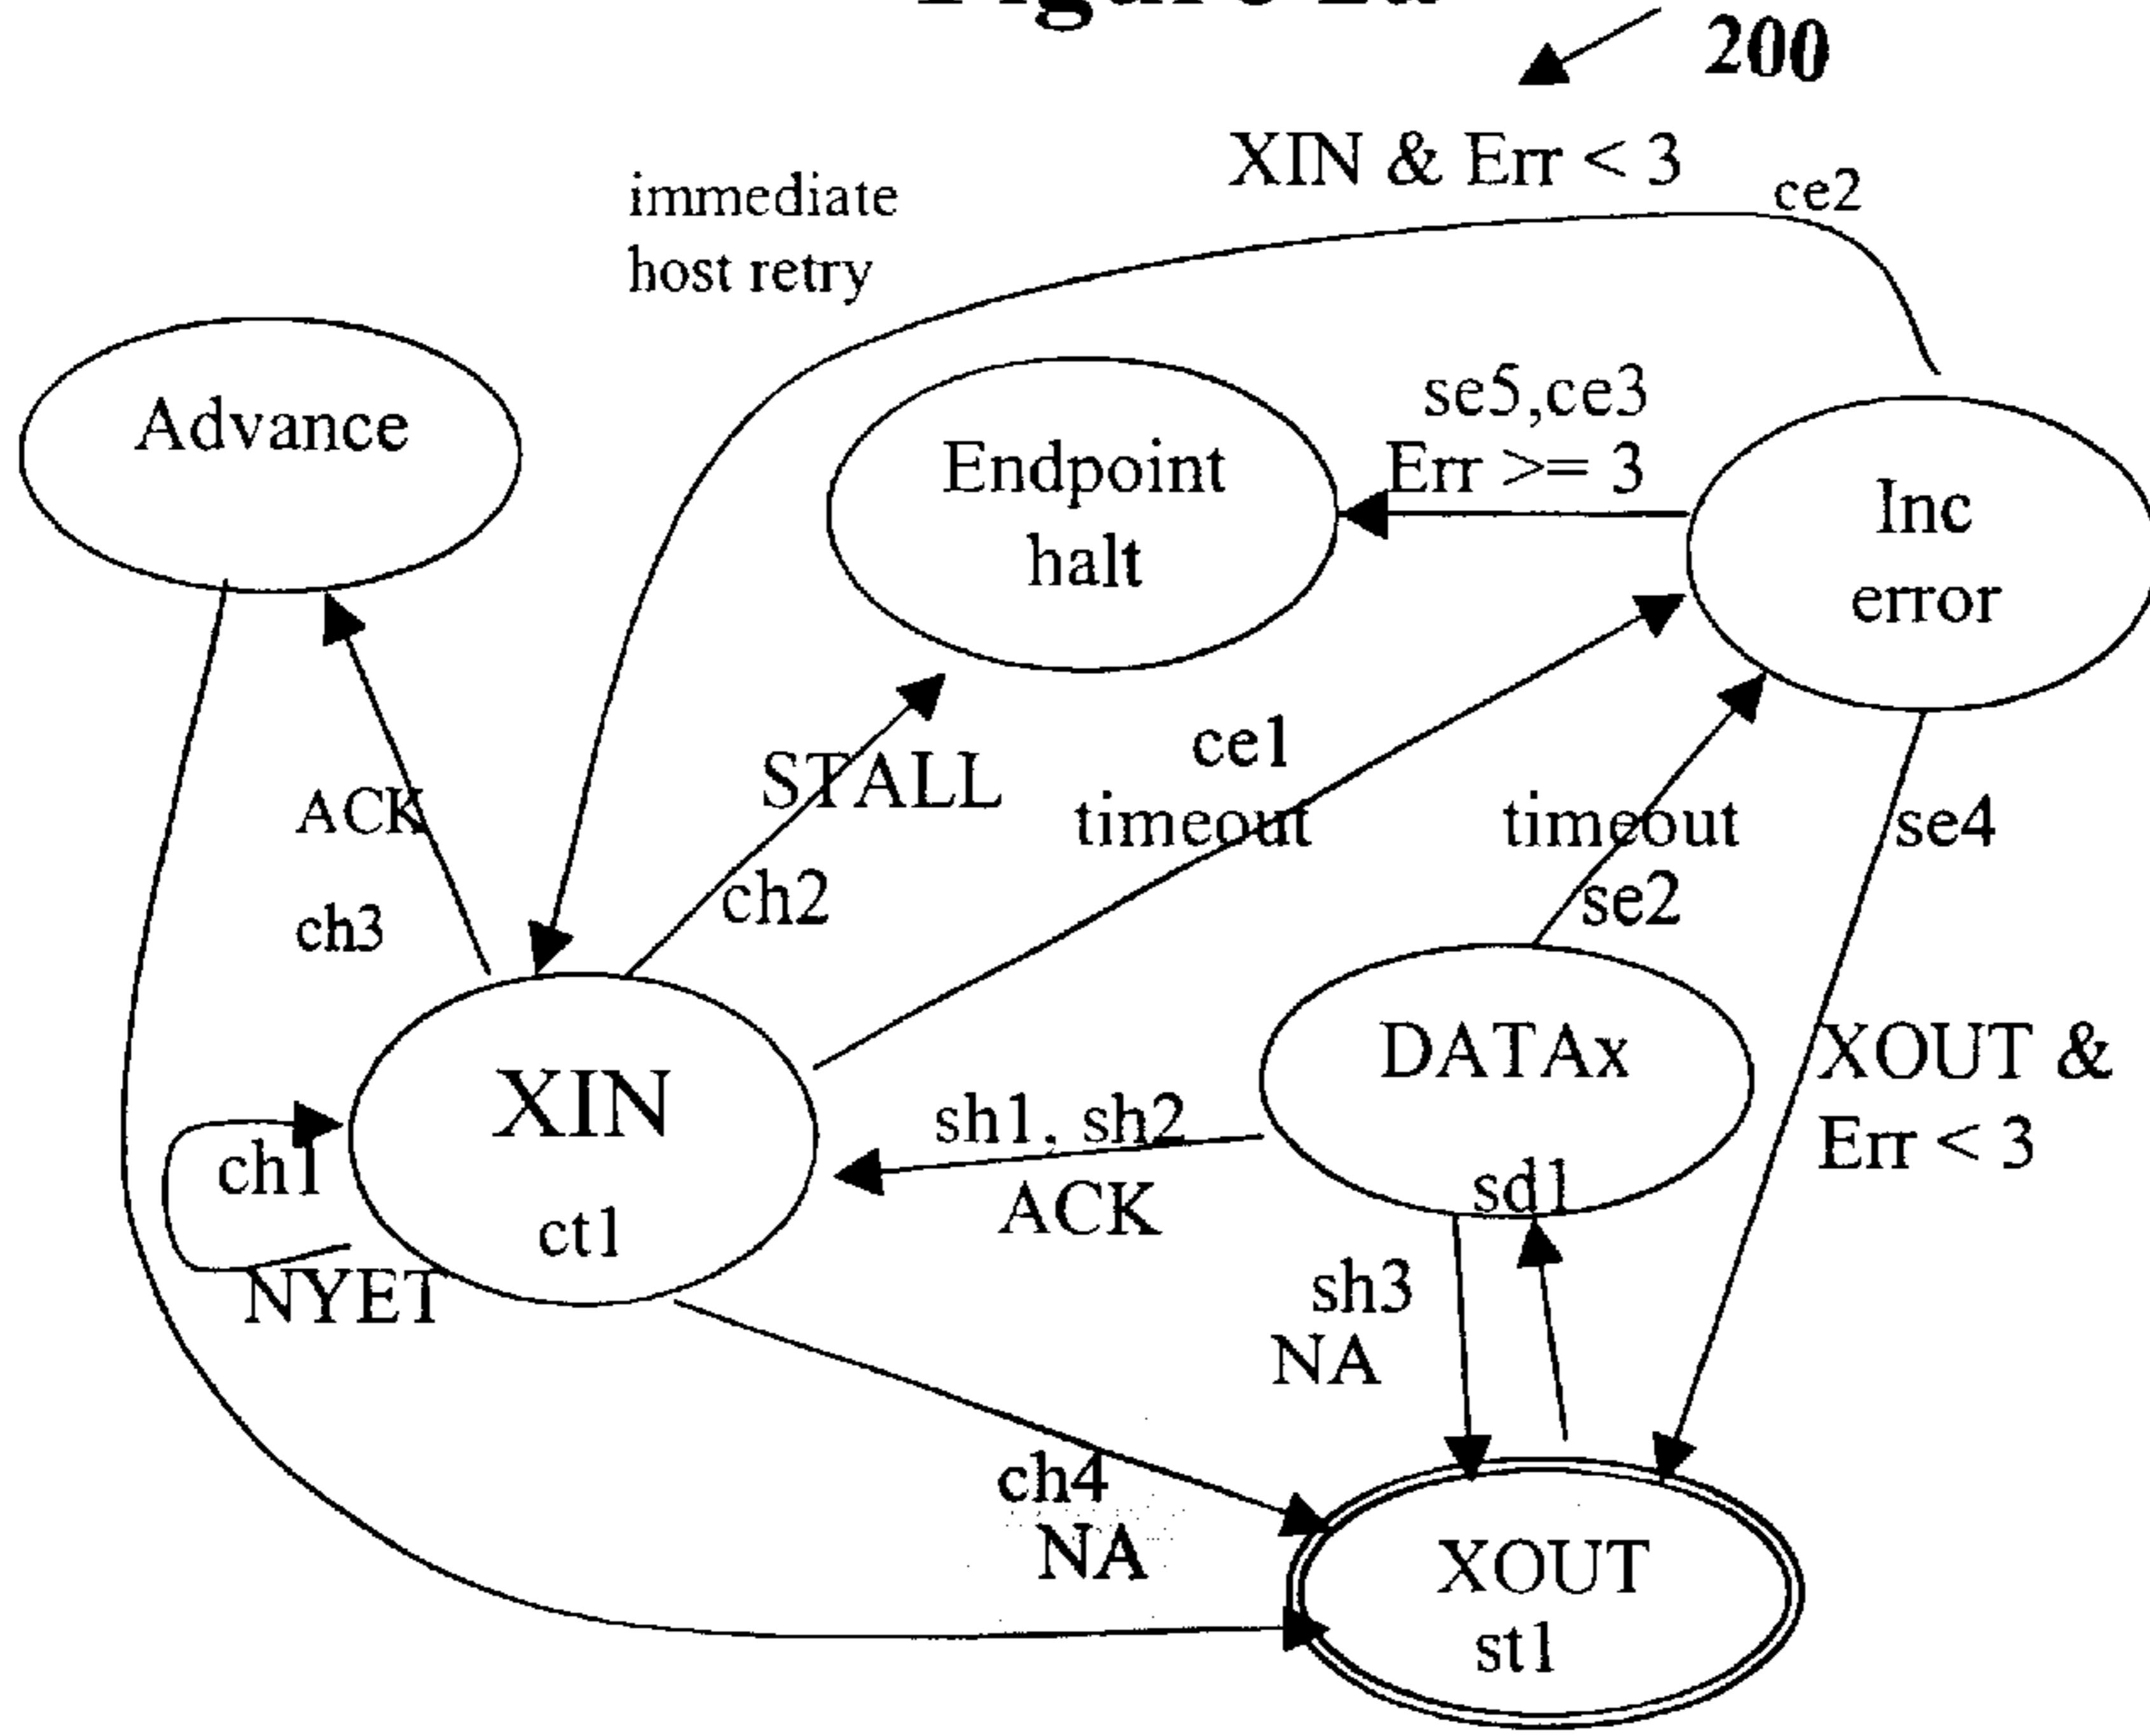 200
XIN & Err < 3
ce2
immediate
host retry
Advance
Endpoint
halt
se5,ce3
Err >= 3
Inc
error
ACK
ch3
STALL
ch2
ce1
timeout
timeout
se2
se4
XIN
ct1
ch1
NYET
sh1, sh2
ACK
DATAx
sd1
XOUT &
Err < 3
sh3
NA
ch4
NA
XOUT
st1